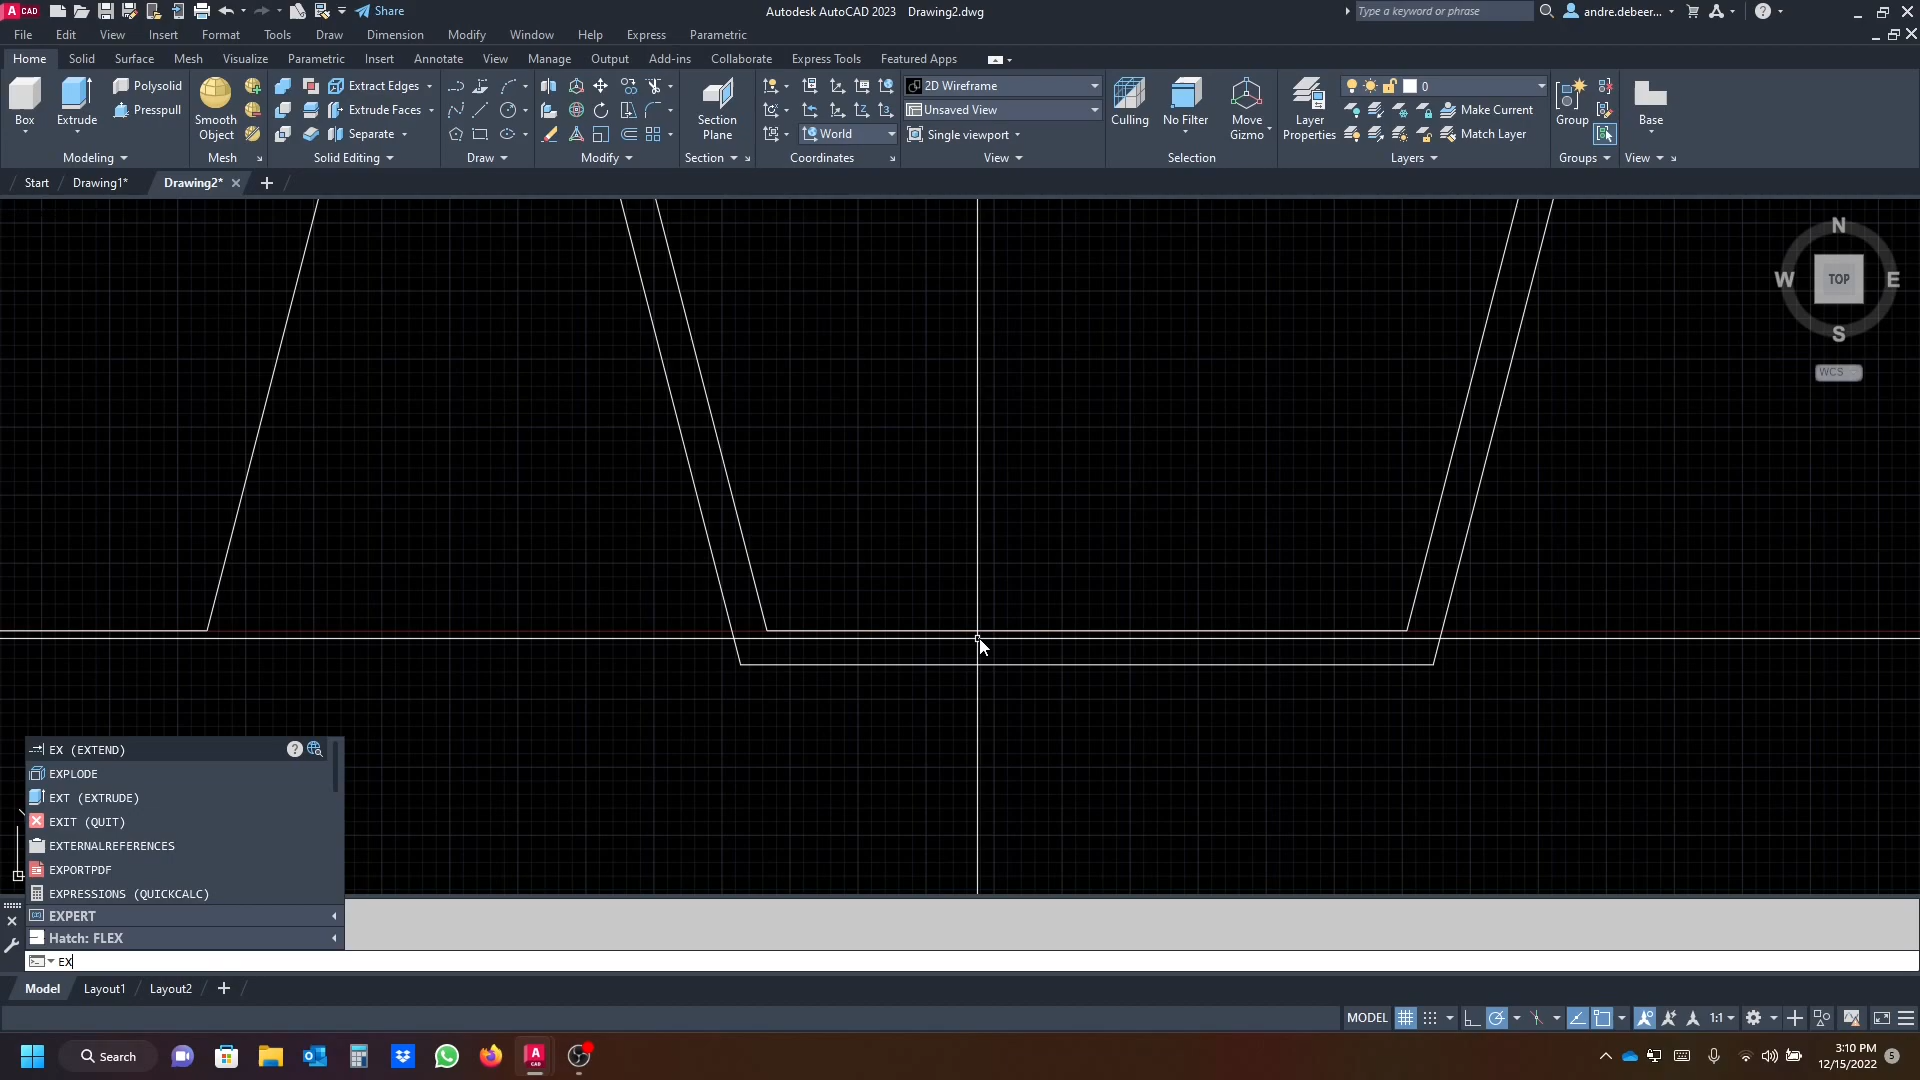 A CAD Share Autodesk AutoCAD 2023 Drawing2.dwg Type a keyword or phrase andre.debeer...
File Edit View Insert Format Tools Draw Dimension Modify Window Help Express Parametric
Home Solid Surface Mesh Visualize Parametric Insert Annotate View Manage Output Add-ins Collaborate Express Tools Featured Apps
Polysolid Extract Edges 2D Wireframe 0
Presspull Extrude Faces Unsaved View Make Current
Box Extrude Smooth Object Separate Section Plane World Single viewport Culling No Filter Move Gizmo Layer Properties Match Layer Group Base
Modeling Mesh Solid Editing Draw Modify Section Coordinates View Selection Layers Groups View
Start Drawing1* Drawing2*
N
W TOP E
S
WCS
EX (EXTEND)
EXPLODE
EXT (EXTRUDE)
EXIT (QUIT)
EXTERNALREFERENCES
EXPORTPDF
EXPRESSIONS (QUICKCALC)
EXPERT
Hatch: FLEX
EX
Model Layout1 Layout2
MODEL 1:1
Search 3:10 PM
12/15/2022 5